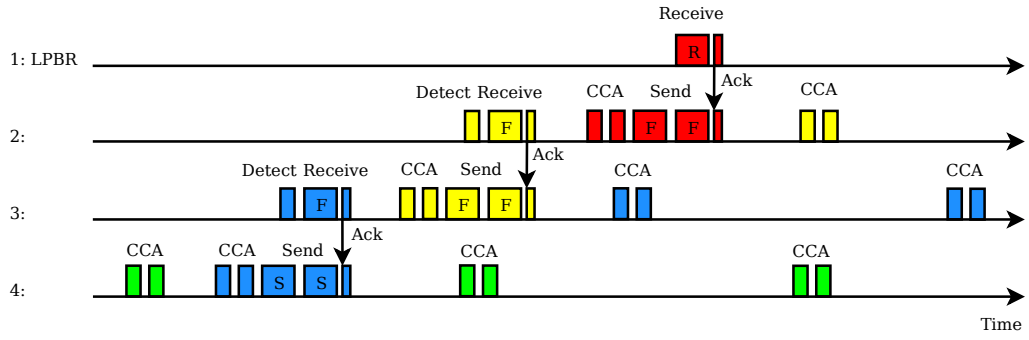 Receive
1: LPBR
R
Ack
Detect Receive
CCA
Send
CCA
2:
F
F
F
Ack
Detect Receive
CCA
Send
CCA
CCA
3:
F
F
F
Ack
CCA
CCA
Send
CCA
CCA
4:
S
S
Time